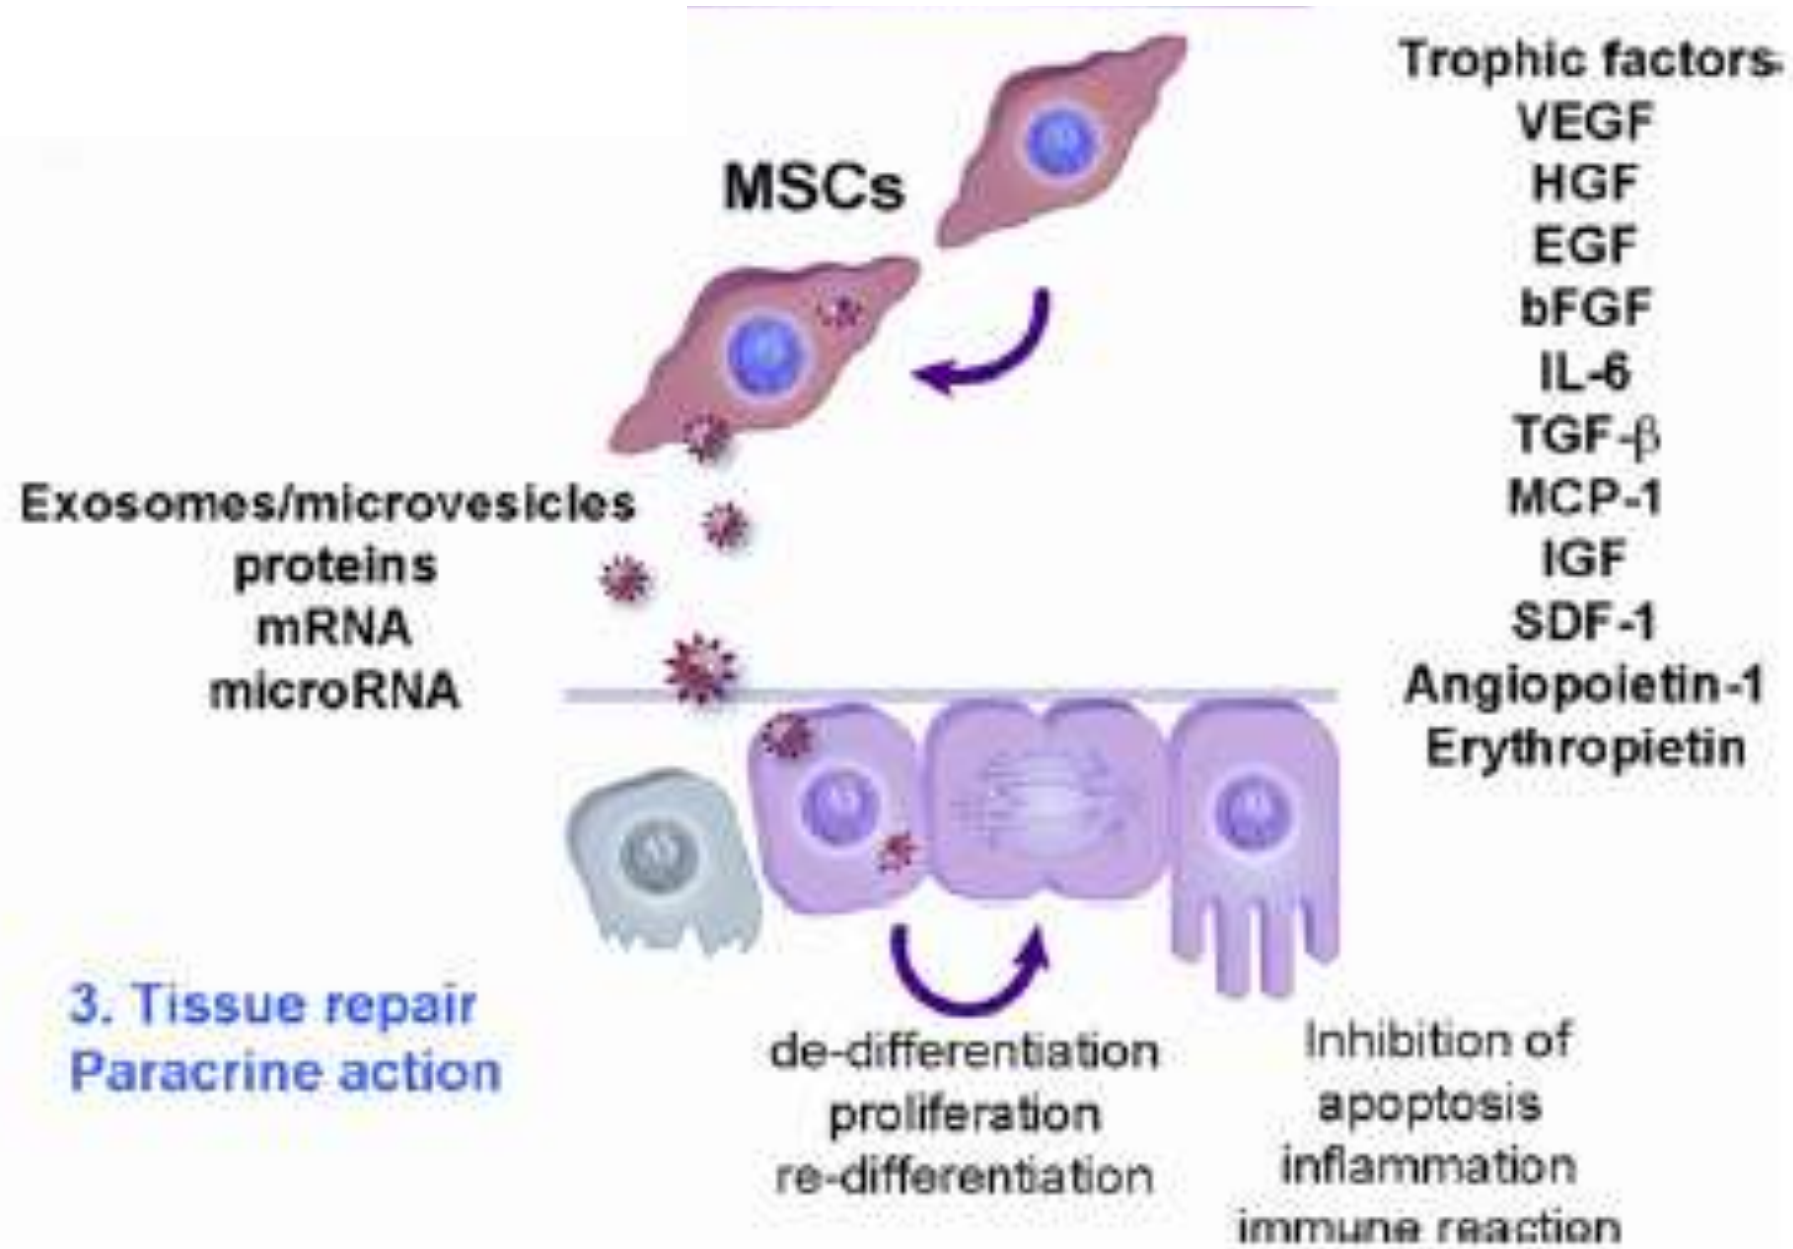 MSCs
Exosomes/microvesicles
proteins
mRNA
microRNA
Trophic factors-
VEGF
HGF
EGF
bFGF
IL-6
TGF-β
MCP-1
IGF
SDF-1
Angiopoietin-1
Erythropietin
3. Tissue repair
Paracrine action
de-differentiation
proliferation
re-differentiation
Inhibition of
apoptosis
inflammation
immune reaction